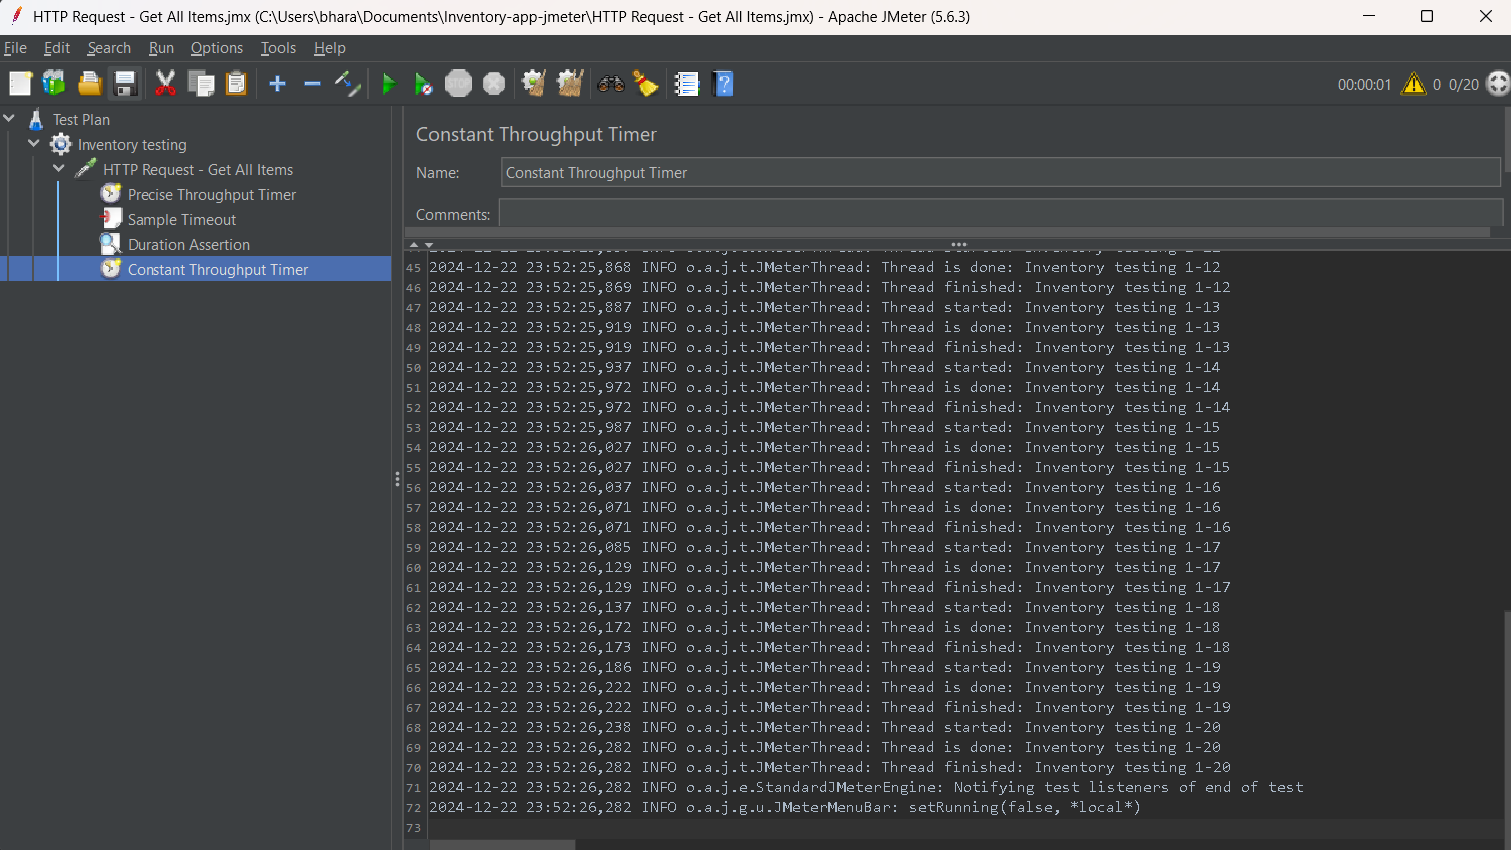 HTTP Request - Get All Items.jmx (C:\Users\bhara\Documents\Inventory-app-jmeter\HTTP Request - Get All Items.jmx) - Apache JMeter (5.6.3)
File Edit Search Run Options Tools Help
STOP 00:00:01 0 0/20
Test Plan
Inventory testing
HTTP Request - Get All Items
Precise Throughput Timer
Sample Timeout
Duration Assertion
Constant Throughput Timer
Constant Throughput Timer
Name: Constant Throughput Timer
Comments:
45 2024-12-22 23:52:25,868 INFO o.a.j.t.JMeterThread: Thread is done: Inventory testing 1-12
46 2024-12-22 23:52:25,869 INFO o.a.j.t.JMeterThread: Thread finished: Inventory testing 1-12
47 2024-12-22 23:52:25,887 INFO o.a.j.t.JMeterThread: Thread started: Inventory testing 1-13
48 2024-12-22 23:52:25,919 INFO o.a.j.t.JMeterThread: Thread is done: Inventory testing 1-13
49 2024-12-22 23:52:25,919 INFO o.a.j.t.JMeterThread: Thread finished: Inventory testing 1-13
50 2024-12-22 23:52:25,937 INFO o.a.j.t.JMeterThread: Thread started: Inventory testing 1-14
51 2024-12-22 23:52:25,972 INFO o.a.j.t.JMeterThread: Thread is done: Inventory testing 1-14
52 2024-12-22 23:52:25,972 INFO o.a.j.t.JMeterThread: Thread finished: Inventory testing 1-14
53 2024-12-22 23:52:25,987 INFO o.a.j.t.JMeterThread: Thread started: Inventory testing 1-15
54 2024-12-22 23:52:26,027 INFO o.a.j.t.JMeterThread: Thread is done: Inventory testing 1-15
55 2024-12-22 23:52:26,027 INFO o.a.j.t.JMeterThread: Thread finished: Inventory testing 1-15
56 2024-12-22 23:52:26,037 INFO o.a.j.t.JMeterThread: Thread started: Inventory testing 1-16
57 2024-12-22 23:52:26,071 INFO o.a.j.t.JMeterThread: Thread is done: Inventory testing 1-16
58 2024-12-22 23:52:26,071 INFO o.a.j.t.JMeterThread: Thread finished: Inventory testing 1-16
59 2024-12-22 23:52:26,085 INFO o.a.j.t.JMeterThread: Thread started: Inventory testing 1-17
60 2024-12-22 23:52:26,129 INFO o.a.j.t.JMeterThread: Thread is done: Inventory testing 1-17
61 2024-12-22 23:52:26,129 INFO o.a.j.t.JMeterThread: Thread finished: Inventory testing 1-17
62 2024-12-22 23:52:26,137 INFO o.a.j.t.JMeterThread: Thread started: Inventory testing 1-18
63 2024-12-22 23:52:26,172 INFO o.a.j.t.JMeterThread: Thread is done: Inventory testing 1-18
64 2024-12-22 23:52:26,173 INFO o.a.j.t.JMeterThread: Thread finished: Inventory testing 1-18
65 2024-12-22 23:52:26,186 INFO o.a.j.t.JMeterThread: Thread started: Inventory testing 1-19
66 2024-12-22 23:52:26,222 INFO o.a.j.t.JMeterThread: Thread is done: Inventory testing 1-19
67 2024-12-22 23:52:26,222 INFO o.a.j.t.JMeterThread: Thread finished: Inventory testing 1-19
68 2024-12-22 23:52:26,238 INFO o.a.j.t.JMeterThread: Thread started: Inventory testing 1-20
69 2024-12-22 23:52:26,282 INFO o.a.j.t.JMeterThread: Thread is done: Inventory testing 1-20
70 2024-12-22 23:52:26,282 INFO o.a.j.t.JMeterThread: Thread finished: Inventory testing 1-20
71 2024-12-22 23:52:26,282 INFO o.a.j.e.StandardJMeterEngine: Notifying test listeners of end of test
72 2024-12-22 23:52:26,282 INFO o.a.j.g.u.JMeterMenuBar: setRunning(false, *local*)
73